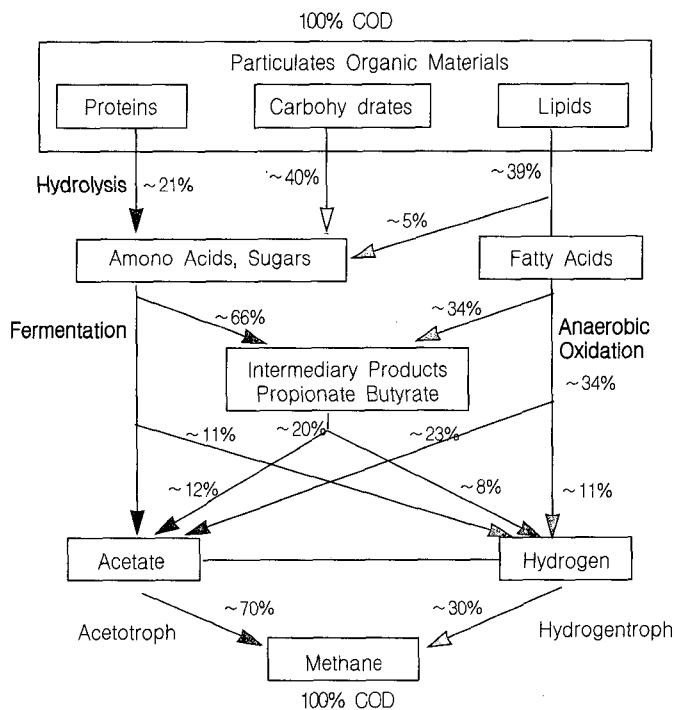 100% COD
Particulates Organic Materials
Proteins
Carbohy drates
Lipids
Hydrolysis
~21%
~40%
~39%
~5%
Amono Acids, Sugars
Fatty Acids
Fermentation
~66%
~34%
Anaerobic
Oxidation
Intermediary Products
Propionate Butyrate
~34%
~11%
~20%
~23%
~12%
~8%
~11%
Acetate
Hydrogen
~70%
~30%
Acetotroph
Hydrogentroph
Methane
100% COD